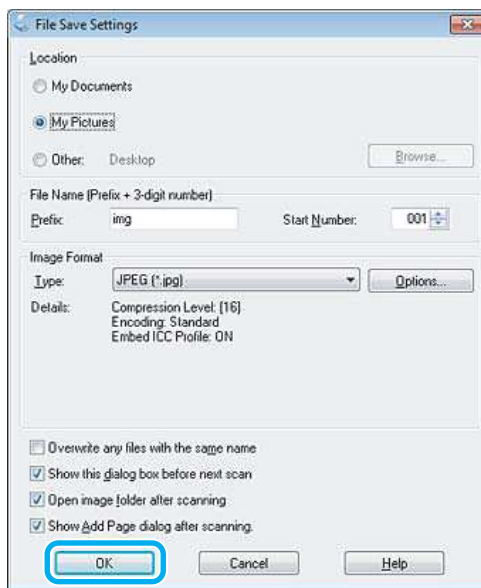 File Save Settings
Location
My Documents
My Pictures
Other: Desktop Browse...
File Name (Prefix + 3-digit number)
Prefix: img Start Number: 001
Image Format
Type: JPEG (*.jpg) Options...
Details: Compression Level: [16]
Encoding: Standard
Embed ICC Profile: ON
Overwrite any files with the same name
Show this dialog box before next scan
Open image folder after scanning
Show Add Page dialog after scanning.
OK Cancel Help